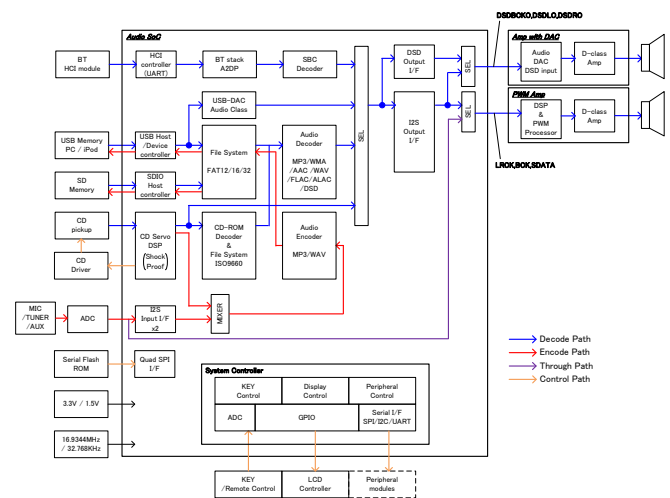 DSDBCKO,DSDLO,DSDRO
Audio SoC
Amp with DAC
BT
HCI module
HCI
controller
(UART)
BT stack
A2DP
SBC
Decoder
DSD
Output
I/F
SEL
Audio
DAC
DSD input
D-class
Amp
USB-DAC
Audio Class
SEL
I2S
Output
I/F
SEL
PWM Amp
DSP
&
PWM
Processor
D-class
Amp
USB Memory
PC / iPod
USB Host
/Device
controller
File System
FAT12/16/32
Audio
Decoder
MP3/WMA
/AAC /WAV
/FLAC/ALAC
/DSD
LRCK,BCK,SDATA
SD
Memory
SDIO
Host
controller
CD
pickup
CD Servo
DSP
(Shock
Proof)
CD-ROM
Decoder
&
File System
ISO9660
Audio
Encoder
MP3/WAV
CD
Driver
MIC
/TUNER
/AUX
ADC
I2S
Input I/F
x2
MIXER
Decode Path
Encode Path
Through Path
Control Path
Serial Flash
ROM
Quad SPI
I/F
System Controller
KEY
Control
Display
Control
Peripheral
Control
3.3V / 1.5V
ADC
GPIO
Serial I/F
SPI/I2C/UART
16.9344MHz
/ 32.768KHz
KEY
/Remote Control
LCD
Controller
Peripheral
modules